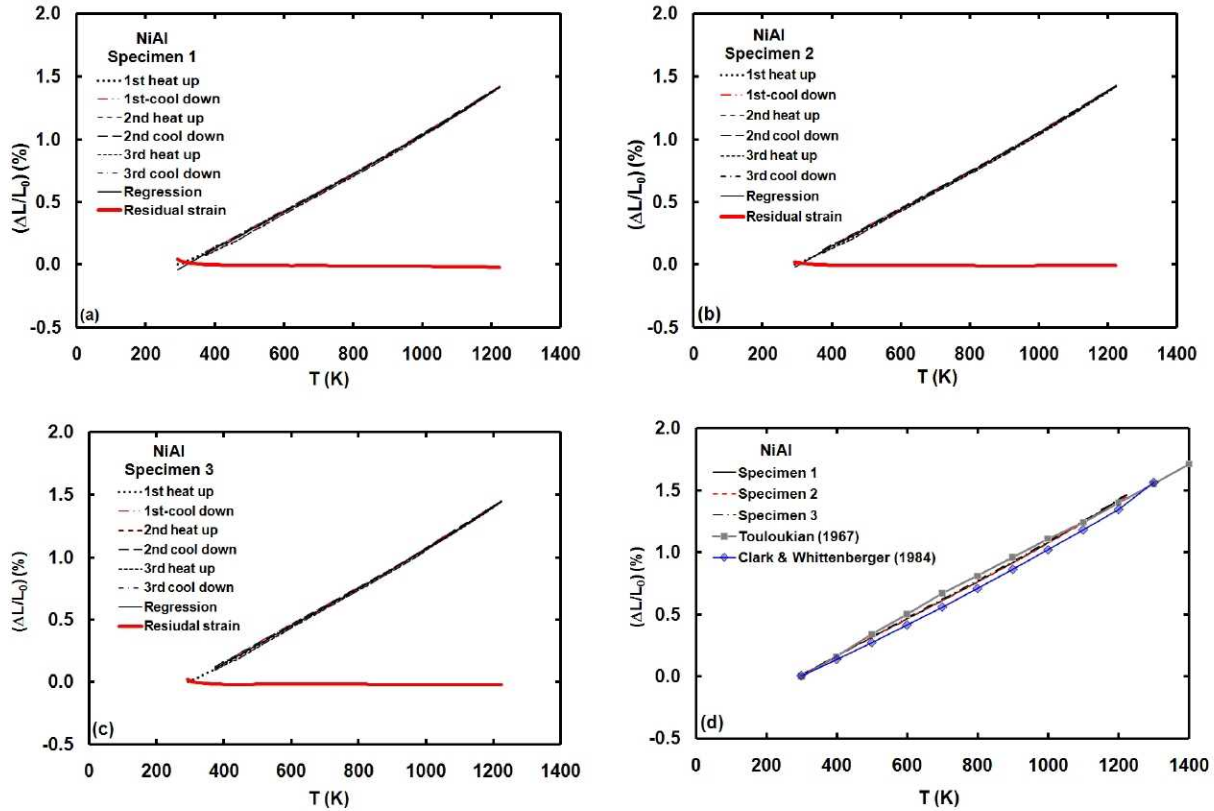 2.0
1.5
1.0
0.5
0.0
-0.5
(ΔL/L₀) (%)
NiAl
Specimen 1
1st heat up
1st-cool down
2nd heat up
2nd cool down
3rd heat up
3rd cool down
Regression
Residual strain
(a)
0 200 400 600 800 1000 1200 1400
T (K)
2.0
1.5
1.0
0.5
0.0
-0.5
(ΔL/L₀) (%)
NiAl
Specimen 2
1st heat up
1st-cool down
2nd heat up
2nd cool down
3rd heat up
3rd cool down
Regression
Residual strain
(b)
0 200 400 600 800 1000 1200 1400
T (K)
2.0
1.5
1.0
0.5
0.0
-0.5
(ΔL/L₀) (%)
NiAl
Specimen 3
1st heat up
1st-cool down
2nd heat up
2nd cool down
3rd heat up
3rd cool down
Regression
Resiudal strain
(c)
0 200 400 600 800 1000 1200 1400
T (K)
2.0
1.5
1.0
0.5
0.0
-0.5
(ΔL/L₀) (%)
NiAl
Specimen 1
Specimen 2
Specimen 3
Touloukian (1967)
Clark & Whittenberger (1984)
(d)
0 200 400 600 800 1000 1200 1400
T (K)